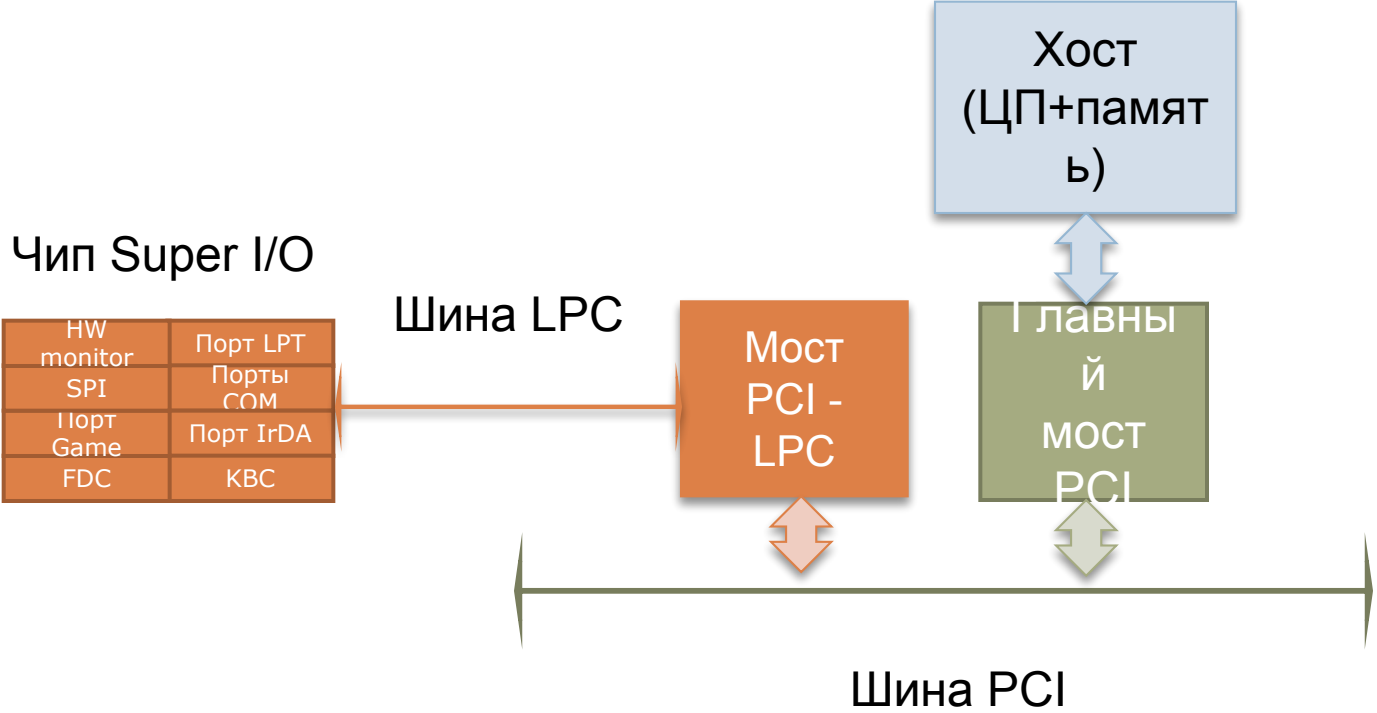 Хост
(ЦП+памят
ь)
Чип Super I/O
Шина LPC
HW
monitor
Порт LPT
SPI
Порты
COM
Порт
Game
Порт IrDA
FDC
KBC
Мост
PCI -
LPC
Главны
й
мост
PCI
Шина PCI